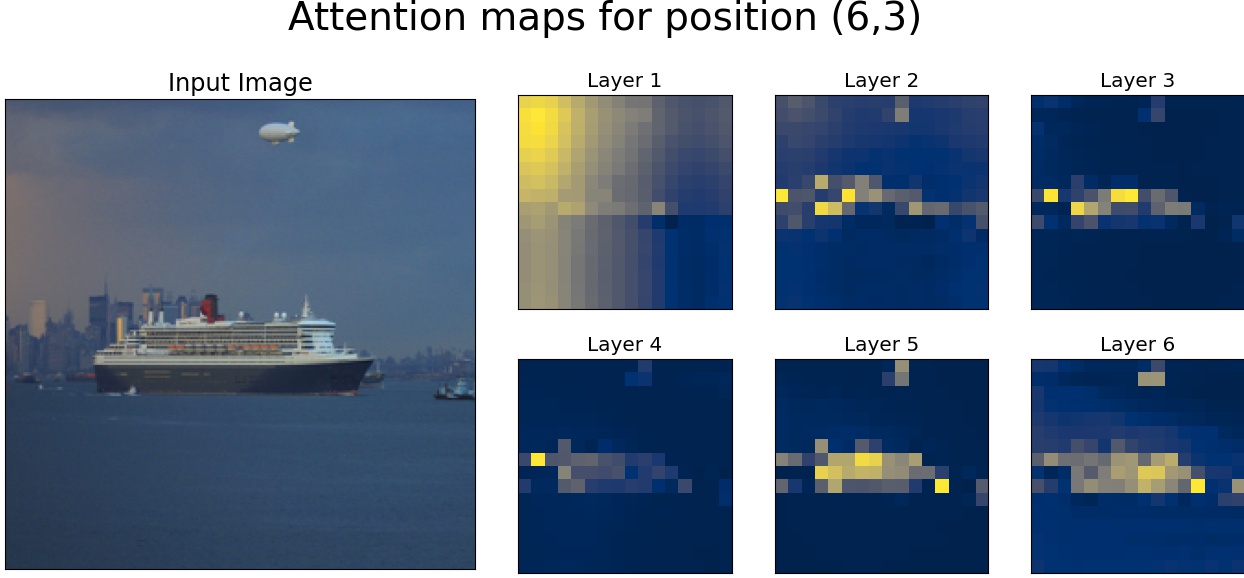 Attention maps for position (6,3)
Input Image
Layer 1
Layer 2
Layer 3
Layer 4
Layer 5
Layer 6